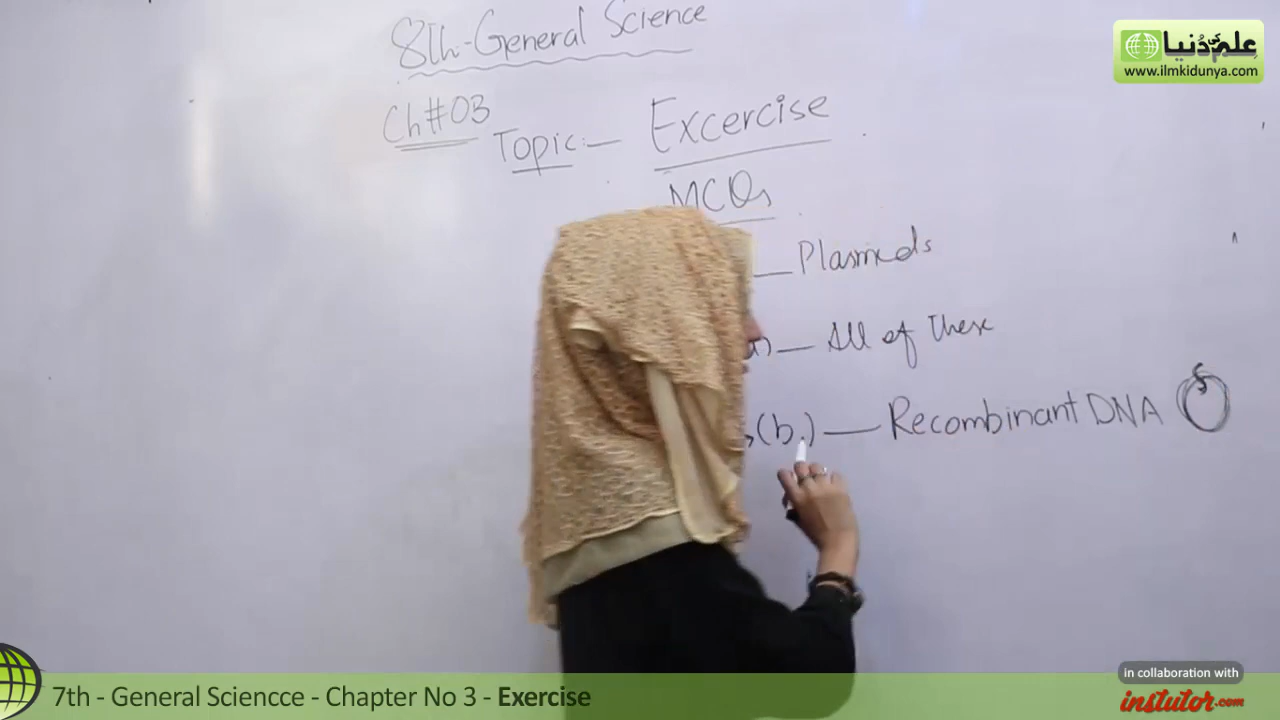 8th-General Science
Ch#03
Topic:- Excercise
MCQs
— Plasmids
a) — All of These
(b.) — Recombinant DNA
علم کی دُنیا
www.ilmkidunya.com
7th - General Sciencce - Chapter No 3 - Exercise
in collaboration with
instutor.com